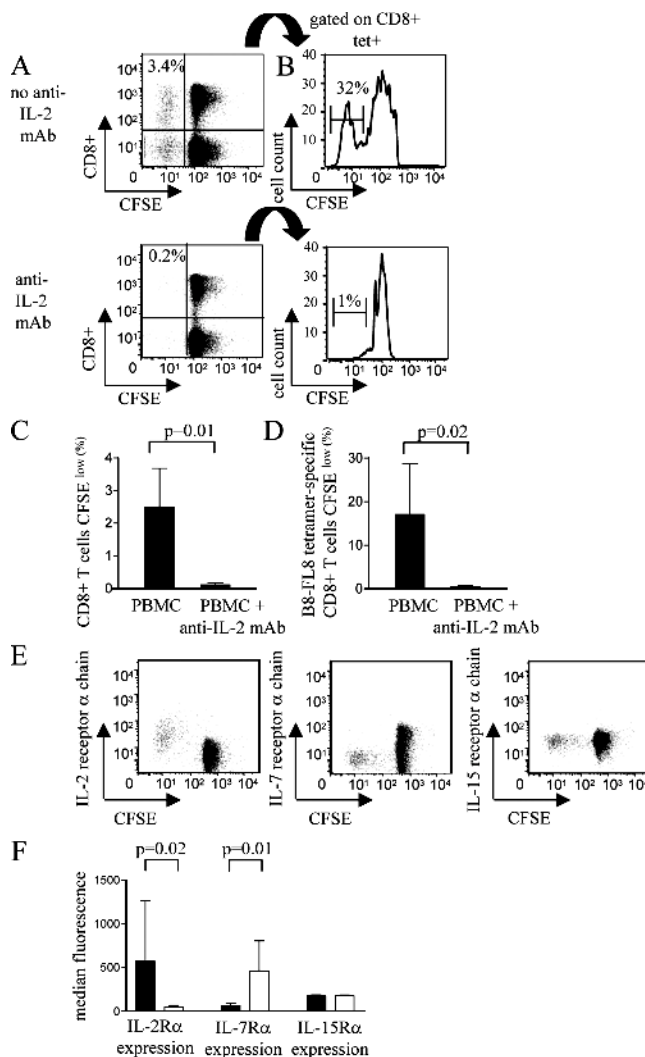 gated on CD8+
tet+
A
B
no anti-
IL-2
mAb
3.4%
10⁴
10³
10²
10¹
0
10¹ 10² 10³ 10⁴
CD8+
CFSE
40
30
20
10
0
32%
0 10¹ 10² 10³ 10⁴
cell count
CFSE
anti-
IL-2
mAb
0.2%
10⁴
10³
10²
10¹
0
10¹ 10² 10³ 10⁴
CD8+
CFSE
40
30
20
10
0
1%
0 10¹ 10² 10³ 10⁴
cell count
CFSE
C
p=0.01
CD8+ T cells CFSE low (%)
4
3
2
1
0
PBMC
PBMC +
anti-IL-2 mAb
D
p=0.02
B8-FL8 tetramer-specific
CD8+ T cells CFSE low (%)
30
20
10
0
PBMC
PBMC +
anti-IL-2 mAb
E
IL-2 receptor α chain
10⁴
10³
10²
10¹
0
10¹ 10² 10³ 10⁴
CFSE
IL-7 receptor α chain
10⁴
10³
10²
10¹
0
10¹ 10² 10³ 10⁴
CFSE
IL-15 receptor α chain
10⁴
10³
10²
10¹
0
10¹ 10² 10³ 10⁴
CFSE
F
p=0.02
p=0.01
median fluorescence
1500
1000
500
0
IL-2Rα IL-7Rα IL-15Rα
expression expression expression